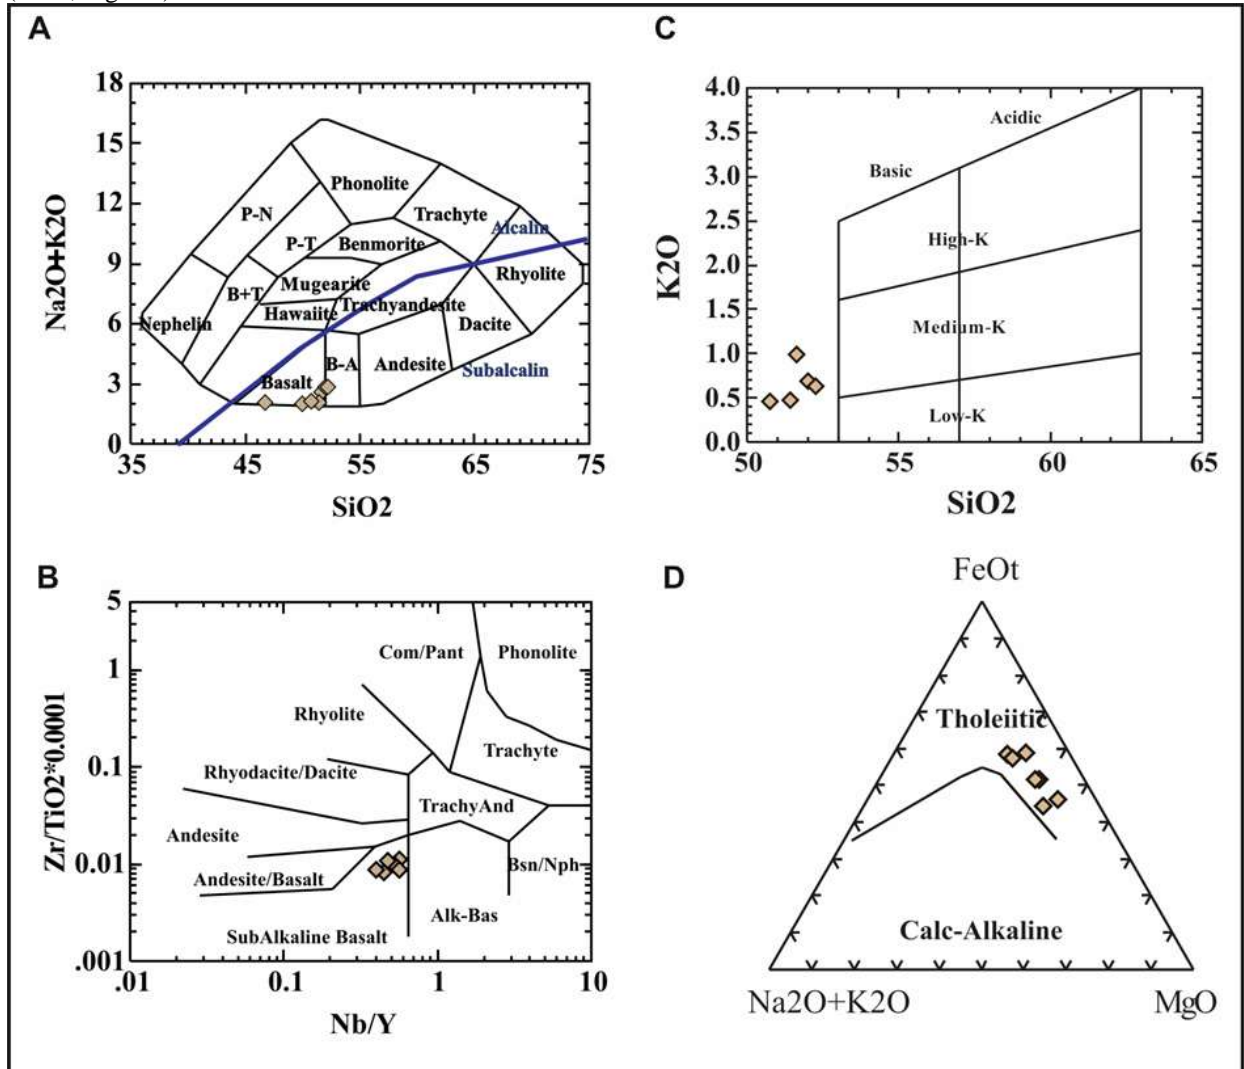 A
18
15
12
9
6
3
0
Na2O+K2O
35
45
55
65
75
SiO2
Phonolite
P-N
Trachyte
Alcalin
P-T
Benmorite
Rhyolite
B+T
Mugearite
Nephelin
Hawaiite
Trachyandesite
Dacite
B-A
Andesite
Subalcalin
Basalt
C
4.0
3.5
3.0
2.5
2.0
1.5
1.0
0.5
0.0
K2O
50
55
60
65
SiO2
Acidic
Basic
High-K
Medium-K
Low-K
B
5
1
0.1
0.01
.001
Zr/TiO2*0.0001
.01
0.1
1
10
Nb/Y
Com/Pant
Phonolite
Rhyolite
Trachyte
Rhyodacite/Dacite
TrachyAnd
Andesite
Bsn/Nph
Andesite/Basalt
Alk-Bas
SubAlkaline Basalt
D
FeOt
Tholeiitic
Calc-Alkaline
Na2O+K2O
MgO